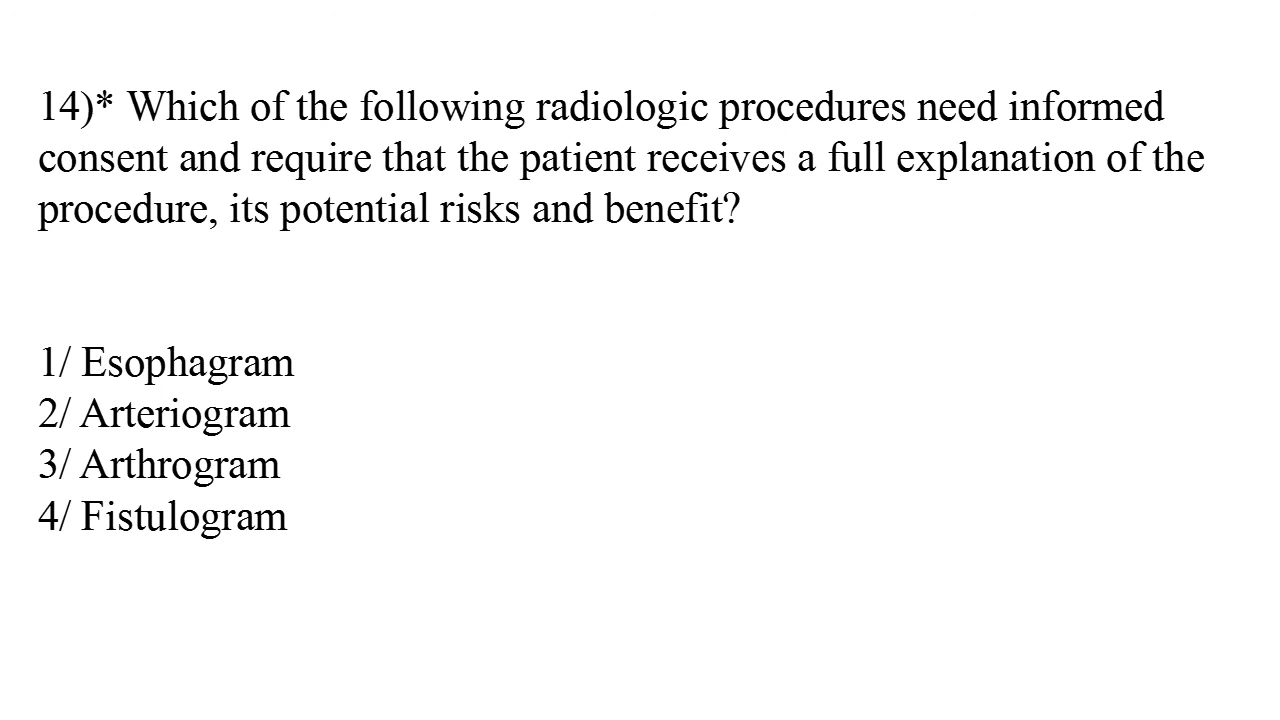 14)* Which of the following radiologic procedures need informed
consent and require that the patient receives a full explanation of the
procedure, its potential risks and benefit?
1/ Esophagram
2/ Arteriogram
3/ Arthrogram
4/ Fistulogram